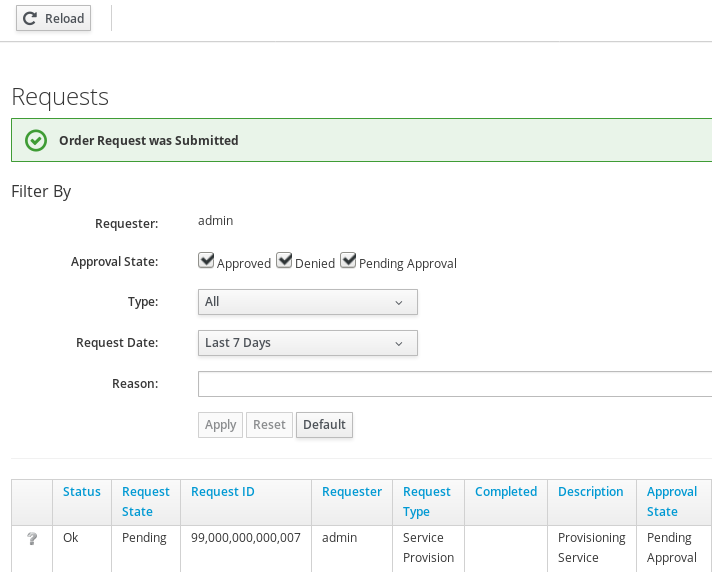 Reload
Requests
Order Request was Submitted
Filter By
Requester: admin
Approval State: Approved Denied Pending Approval
Type: All
Request Date: Last 7 Days
Reason:
Apply Reset Default
Status Request State Request ID Requester Request Type Completed Description Approval State
? Ok Pending 99,000,000,000,007 admin Service Provision Provisioning Service Pending Approval